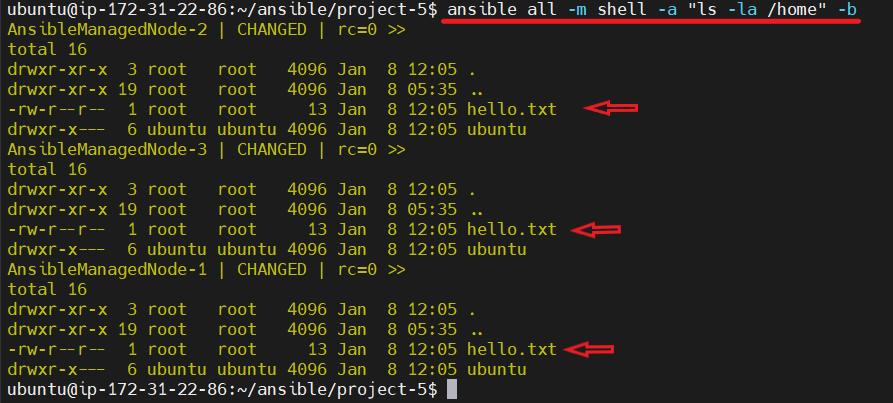 ubuntu@ip-172-31-22-86:~/ansible/project-5$ ansible all -m shell -a "ls -la /home" -b
AnsibleManagedNode-2 | CHANGED | rc=0 >>
total 16
drwxr-xr-x  3 root   root   4096 Jan  8 12:05 .
drwxr-xr-x 19 root   root   4096 Jan  8 05:35 ..
-rw-r--r--  1 root   root     13 Jan  8 12:05 hello.txt
drwxr-x---  6 ubuntu ubuntu 4096 Jan  8 12:05 ubuntu
AnsibleManagedNode-3 | CHANGED | rc=0 >>
total 16
drwxr-xr-x  3 root   root   4096 Jan  8 12:05 .
drwxr-xr-x 19 root   root   4096 Jan  8 05:35 ..
-rw-r--r--  1 root   root     13 Jan  8 12:05 hello.txt
drwxr-x---  6 ubuntu ubuntu 4096 Jan  8 12:05 ubuntu
AnsibleManagedNode-1 | CHANGED | rc=0 >>
total 16
drwxr-xr-x  3 root   root   4096 Jan  8 12:05 .
drwxr-xr-x 19 root   root   4096 Jan  8 05:35 ..
-rw-r--r--  1 root   root     13 Jan  8 12:05 hello.txt
drwxr-x---  6 ubuntu ubuntu 4096 Jan  8 12:05 ubuntu
ubuntu@ip-172-31-22-86:~/ansible/project-5$